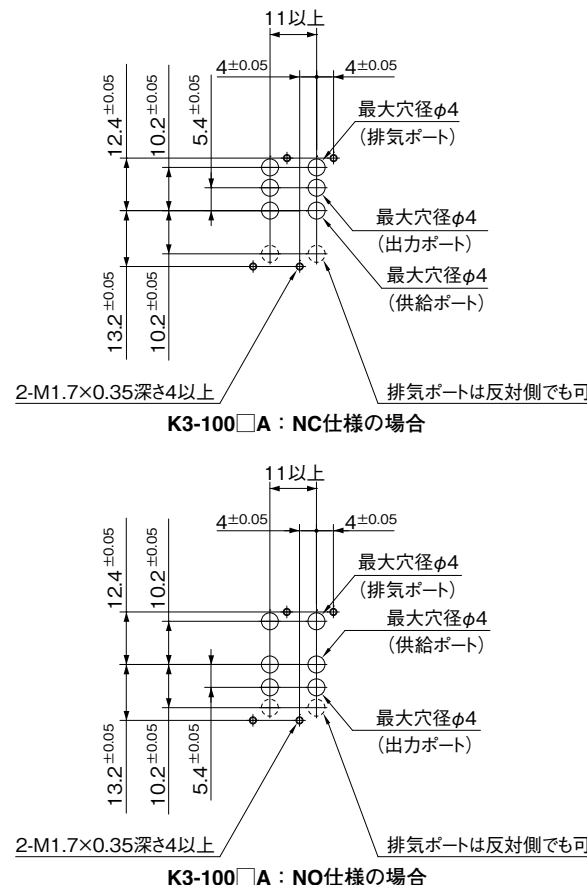 11以上
4±0.05
4±0.05
12.4±0.05
10.2±0.05
5.4±0.05
最大穴径φ4
(排気ポート)
最大穴径φ4
(出力ポート)
最大穴径φ4
(供給ポート)
13.2±0.05
10.2±0.05
2-M1.7×0.35深さ4以上
排気ポートは反対側でも可
K3-100□A：NC仕様の場合
11以上
4±0.05
4±0.05
12.4±0.05
10.2±0.05
最大穴径φ4
(排気ポート)
最大穴径φ4
(供給ポート)
最大穴径φ4
(出力ポート)
13.2±0.05
10.2±0.05
5.4±0.05
2-M1.7×0.35深さ4以上
排気ポートは反対側でも可
K3-100□A：NO仕様の場合